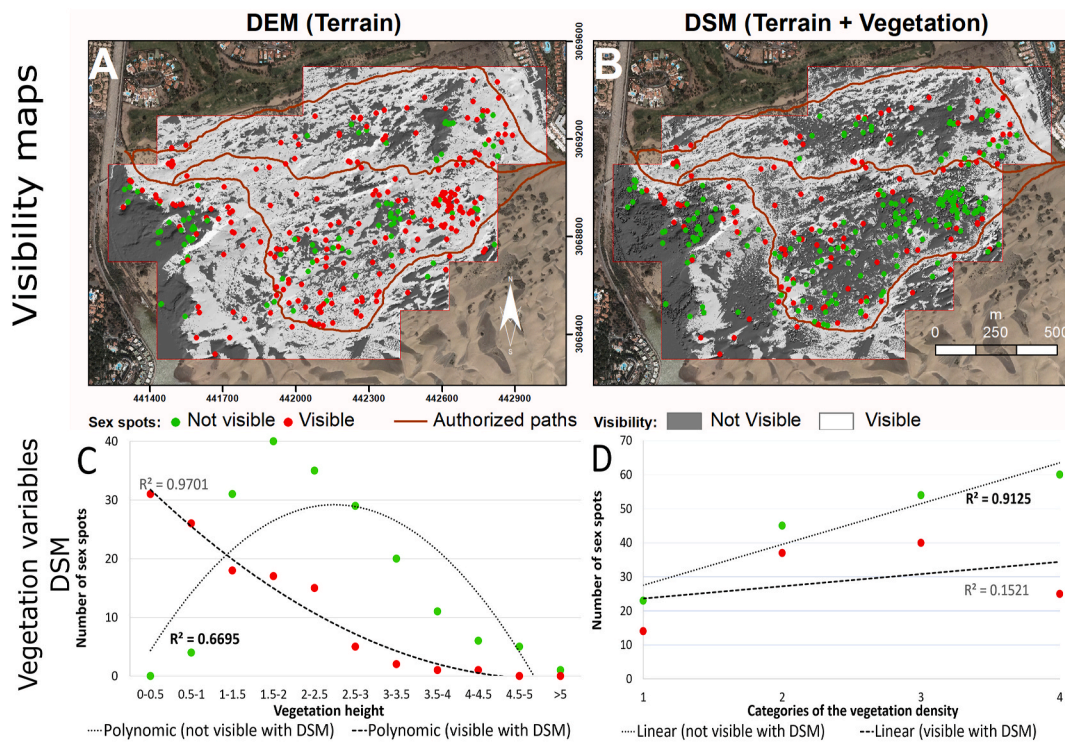 DEM (Terrain)
DSM (Terrain + Vegetation)
Visibility maps
A
B
3069600
3069200
3068800
3068400
N
S
m
0 250 500
441400 441700 442000 442300 442600 442900
Sex spots: Not visible Visible Authorized paths
Visibility: Not Visible Visible
Vegetation variables
DSM
C
Number of sex spots
40
30
20
10
0
R² = 0.9701
R² = 0.6695
0-0.5 0.5-1 1-1.5 1.5-2 2-2.5 2.5-3 3-3.5 3.5-4 4-4.5 4.5-5 >5
Vegetation height
Polynomic (not visible with DSM) Polynomic (visible with DSM)
D
Number of sex spots
70
60
50
40
30
20
10
0
R² = 0.9125
R² = 0.1521
1 2 3 4
Categories of the vegetation density
Linear (not visible with DSM) Linear (visible with DSM)